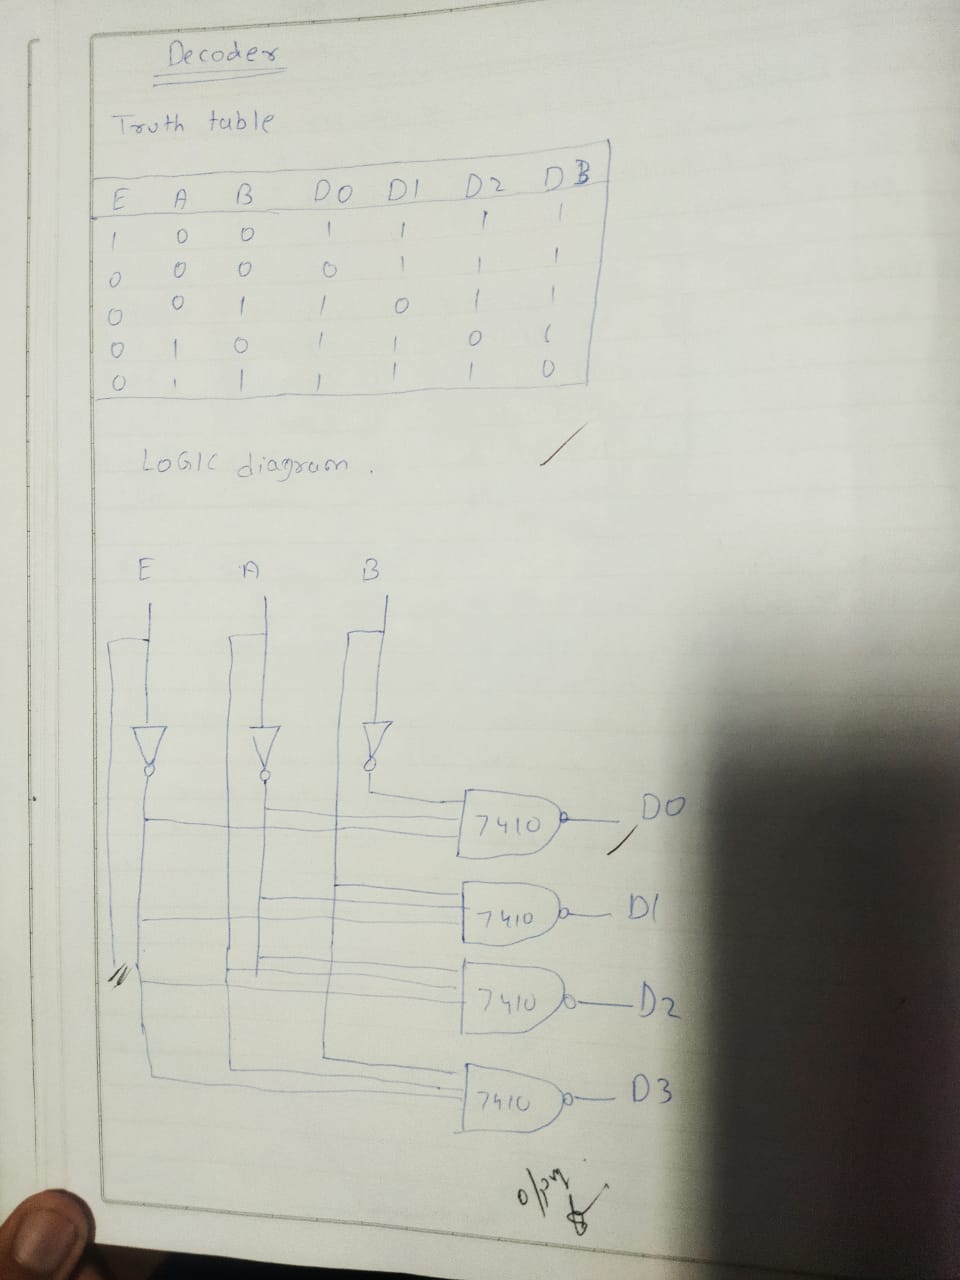 Decoder
Truth table
E A B D0 D1 D2 DB
1 0 0 1 1 1 1
0 0 0 0 1 1 1
0 0 1 1 0 1 1
0 1 0 1 1 0 1
0 1 1 1 1 1 0
LOGIC diagram.
E A B
7410 D0
7410 D1
7410 D2
7410 D3